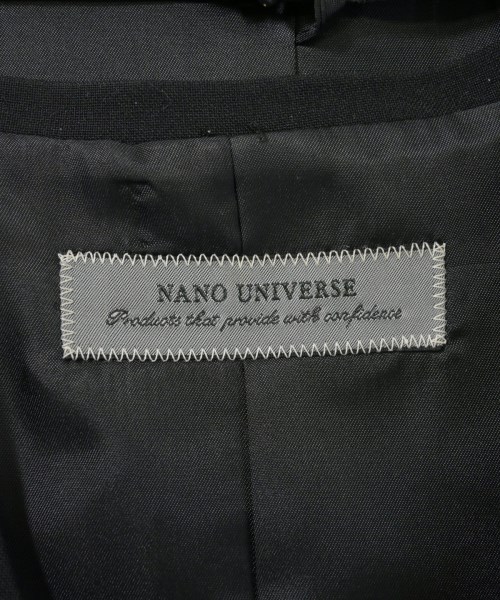 NANO UNIVERSE
Products that provide with confidence